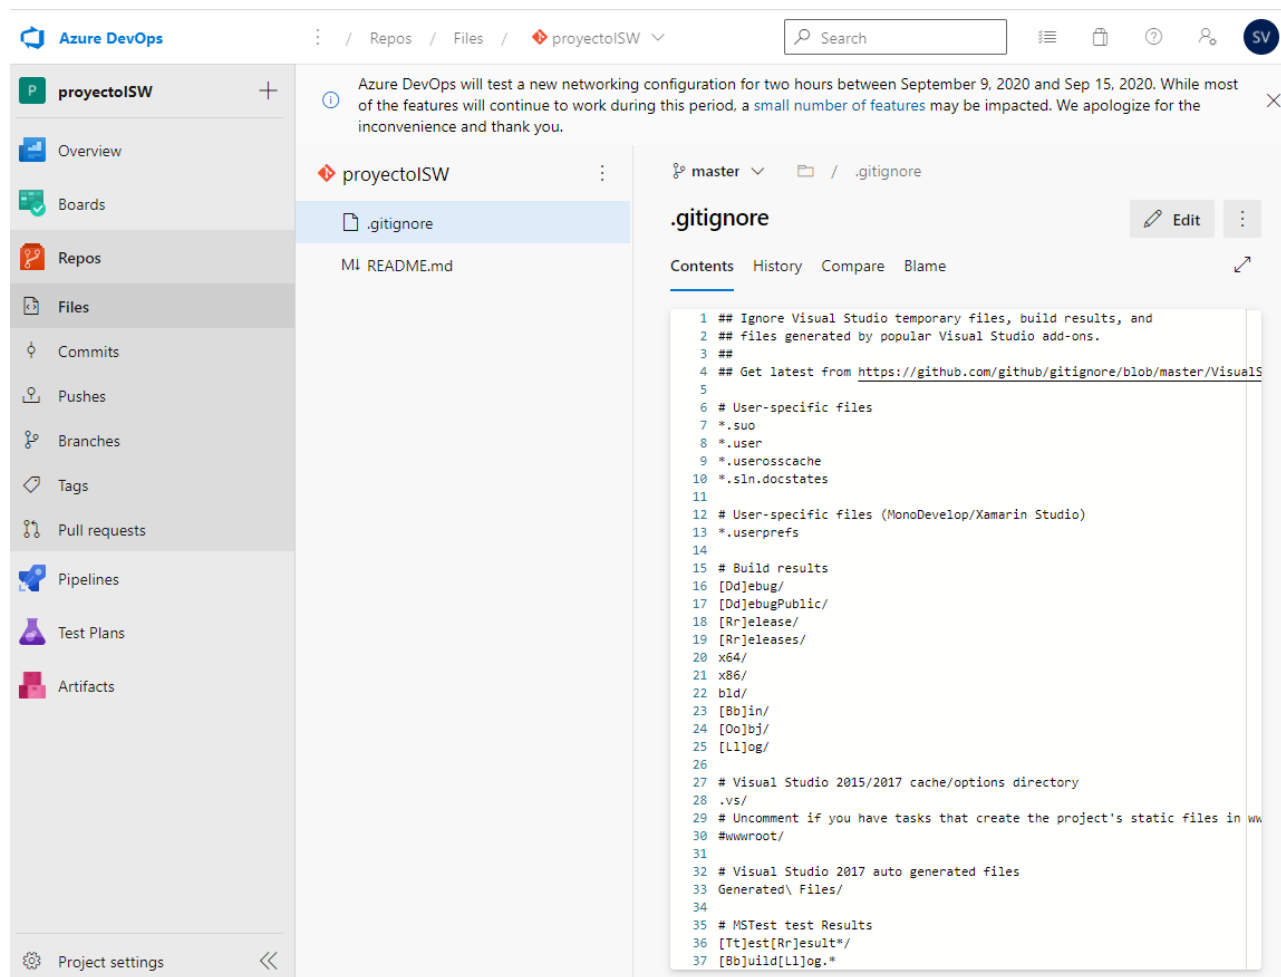 Azure DevOps
/ Repos / Files / proyectoISW
Search
SV
P proyectoISW
Overview
Boards
Repos
Files
Commits
Pushes
Branches
Tags
Pull requests
Pipelines
Test Plans
Artifacts
Project settings
Azure DevOps will test a new networking configuration for two hours between September 9, 2020 and Sep 15, 2020. While most
of the features will continue to work during this period, a small number of features may be impacted. We apologize for the
inconvenience and thank you.
proyectoISW
.gitignore
M↓ README.md
master / .gitignore
.gitignore
Edit
Contents History Compare Blame
1 ## Ignore Visual Studio temporary files, build results, and
2 ## files generated by popular Visual Studio add-ons.
3 ##
4 ## Get latest from https://github.com/github/gitignore/blob/master/VisualS
5
6 # User-specific files
7 *.suo
8 *.user
9 *.userosscache
10 *.sln.docstates
11
12 # User-specific files (MonoDevelop/Xamarin Studio)
13 *.userprefs
14
15 # Build results
16 [Dd]ebug/
17 [Dd]ebugPublic/
18 [Rr]elease/
19 [Rr]eleases/
20 x64/
21 x86/
22 bld/
23 [Bb]in/
24 [Oo]bj/
25 [Ll]og/
26
27 # Visual Studio 2015/2017 cache/options directory
28 .vs/
29 # Uncomment if you have tasks that create the project's static files in ww
30 #wwwroot/
31
32 # Visual Studio 2017 auto generated files
33 Generated\ Files/
34
35 # MSTest test Results
36 [Tt]est[Rr]esult*/
37 [Bb]uild[Ll]og.*